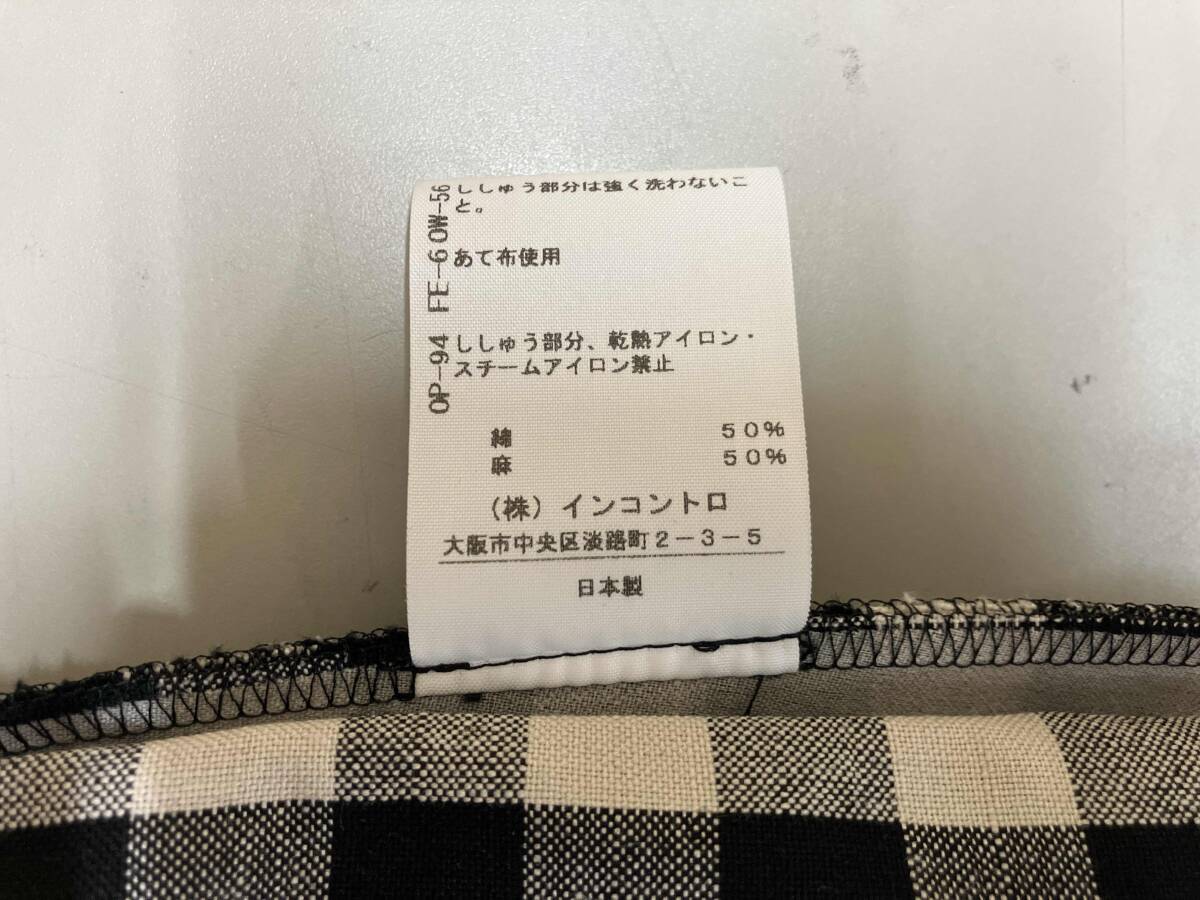 ししゅう部分は強く洗わないこ
と。
あて布使用
ししゅう部分、乾熱アイロン・
スチームアイロン禁止
OP-94 FE-6 OW-56
綿 50%
麻 50%
(株)インコントロ
大阪市中央区淡路町2-3-5
日本製